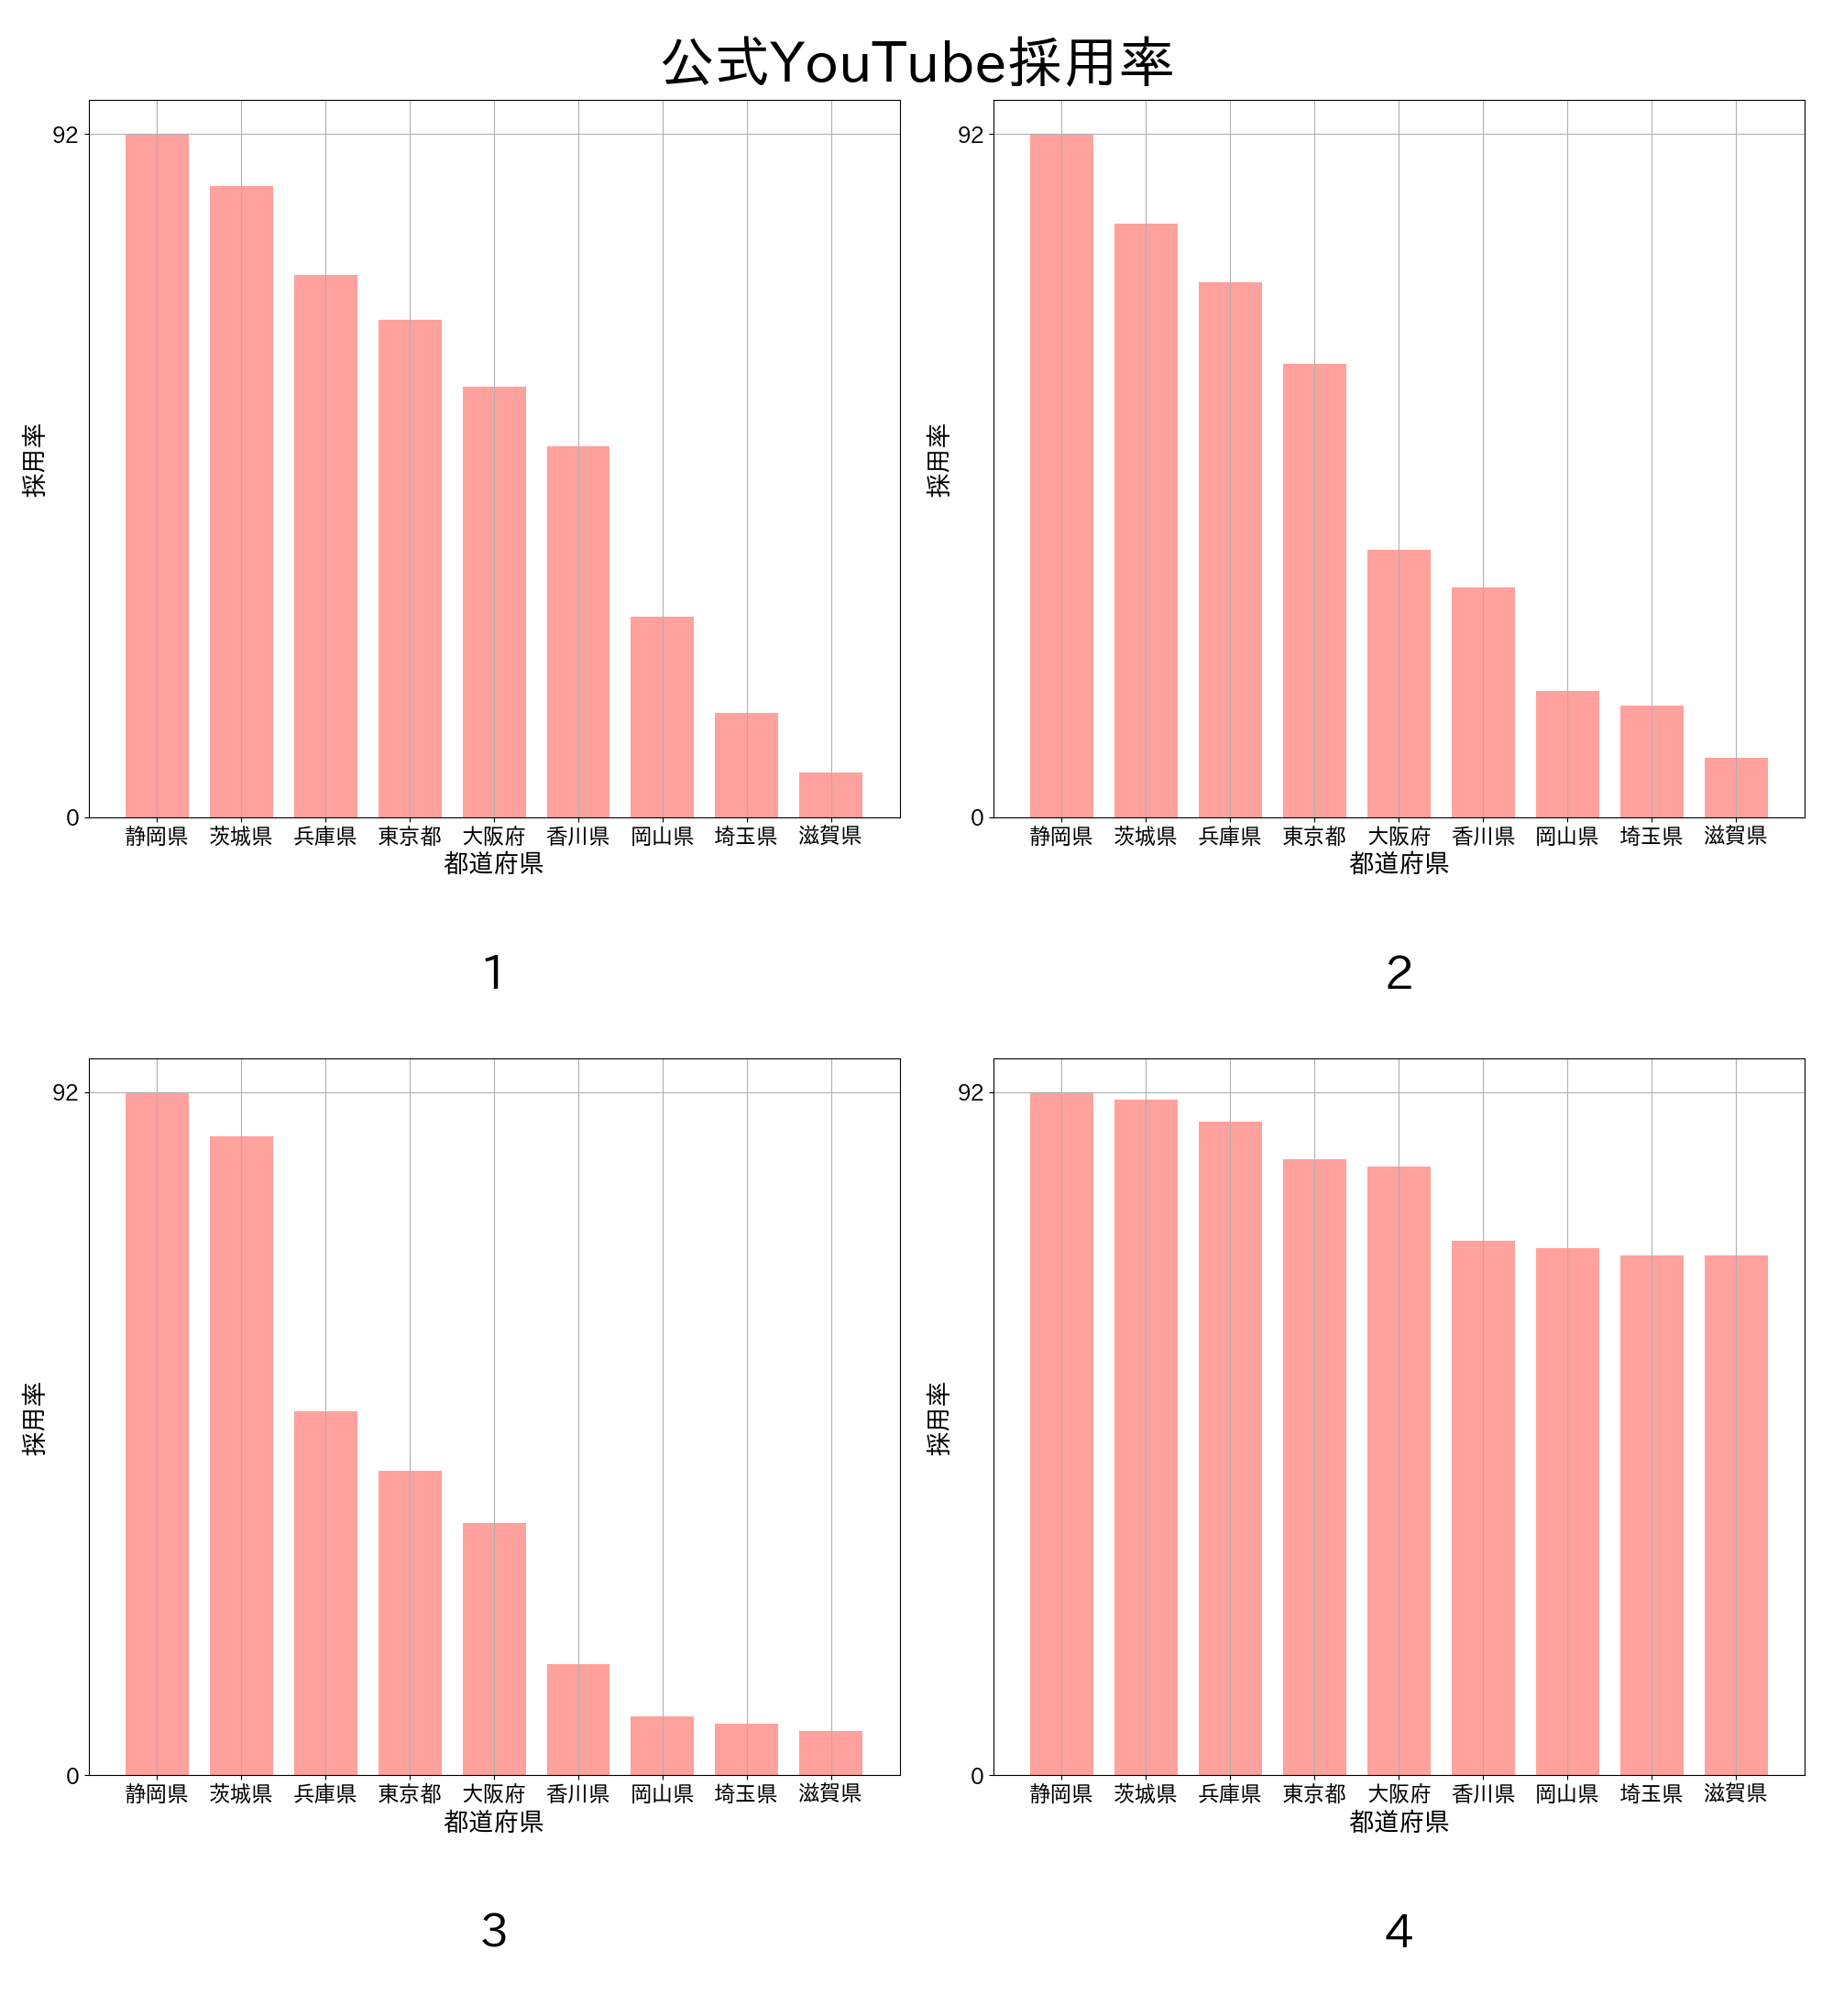 公式YouTube採用率
92
0
採用率
静岡県 茨城県 兵庫県 東京都 大阪府 香川県 岡山県 埼玉県 滋賀県
都道府県
1
92
0
採用率
静岡県 茨城県 兵庫県 東京都 大阪府 香川県 岡山県 埼玉県 滋賀県
都道府県
2
92
0
採用率
静岡県 茨城県 兵庫県 東京都 大阪府 香川県 岡山県 埼玉県 滋賀県
都道府県
3
92
0
採用率
静岡県 茨城県 兵庫県 東京都 大阪府 香川県 岡山県 埼玉県 滋賀県
都道府県
4